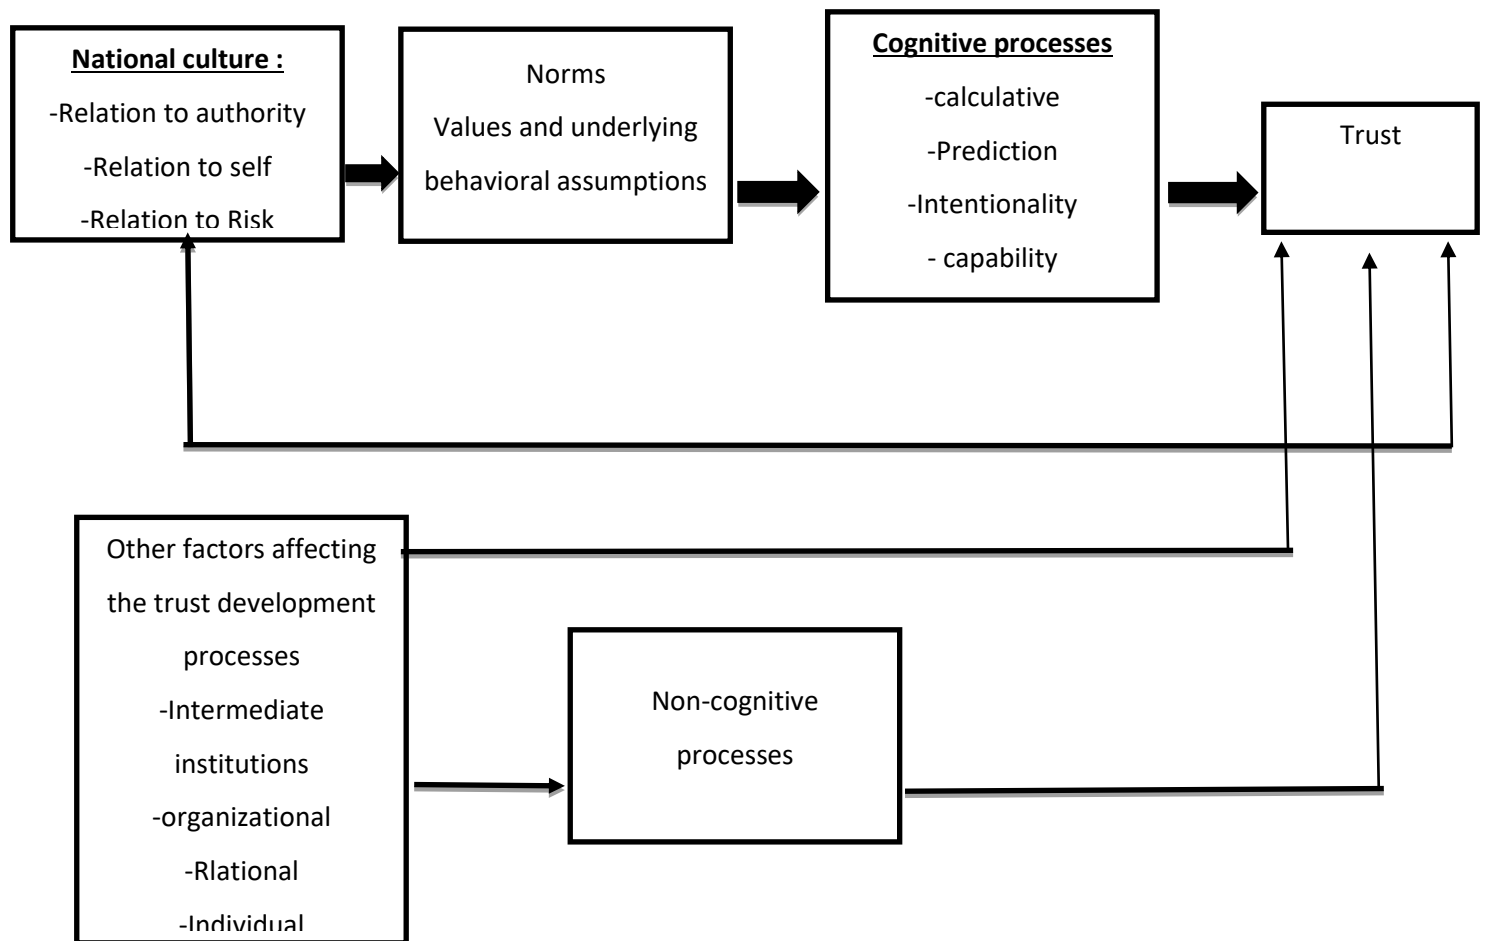 National culture :
-Relation to authority
-Relation to self
-Relation to Risk
Norms
Values and underlying
behavioral assumptions
Cognitive processes
-calculative
-Prediction
-Intentionality
- capability
Trust
Other factors affecting
the trust development
processes
-Intermediate
institutions
-organizational
-Rlational
-Individual
Non-cognitive
processes